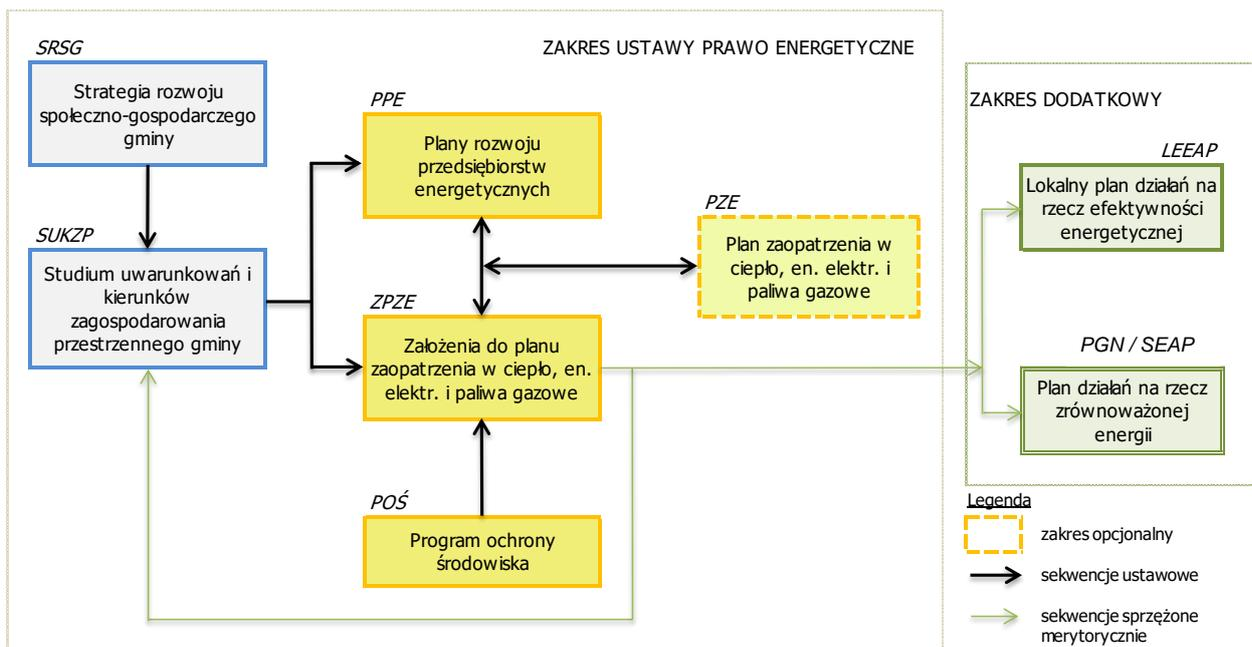 SRSG
ZAKRES USTAWY PRAWO ENERGETYCZNE
Strategia rozwoju
społeczno-gospodarczego
gminy
PPE
Plany rozwoju
przedsiębiorstw
energetycznych
SUKZP
Studium uwarunkowań i
kierunków
zagospodarowania
przestrzennego gminy
PZE
Plan zaopatrzenia w
ciepło, en. elektr. i
paliwa gazowe
ZPZE
Założenia do planu
zaopatrzenia w ciepło, en.
elektr. i paliwa gazowe
POŚ
Program ochrony
środowiska
ZAKRES DODATKOWY
LEEAP
Lokalny plan działań na
rzecz efektywności
energetycznej
PGN / SEAP
Plan działań na rzecz
zrównoważonej
energii
Legenda
zakres opcjonalny
sekwencje ustawowe
sekwencje sprzężone
merytorycznie